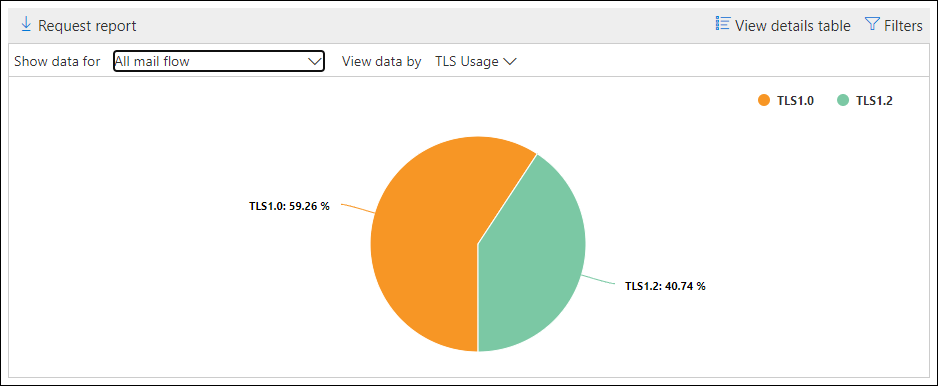 Request report View details table Filters
Show data for All mail flow View data by TLS Usage
TLS1.0 TLS1.2
TLS1.0: 59.26 %
TLS1.2: 40.74 %